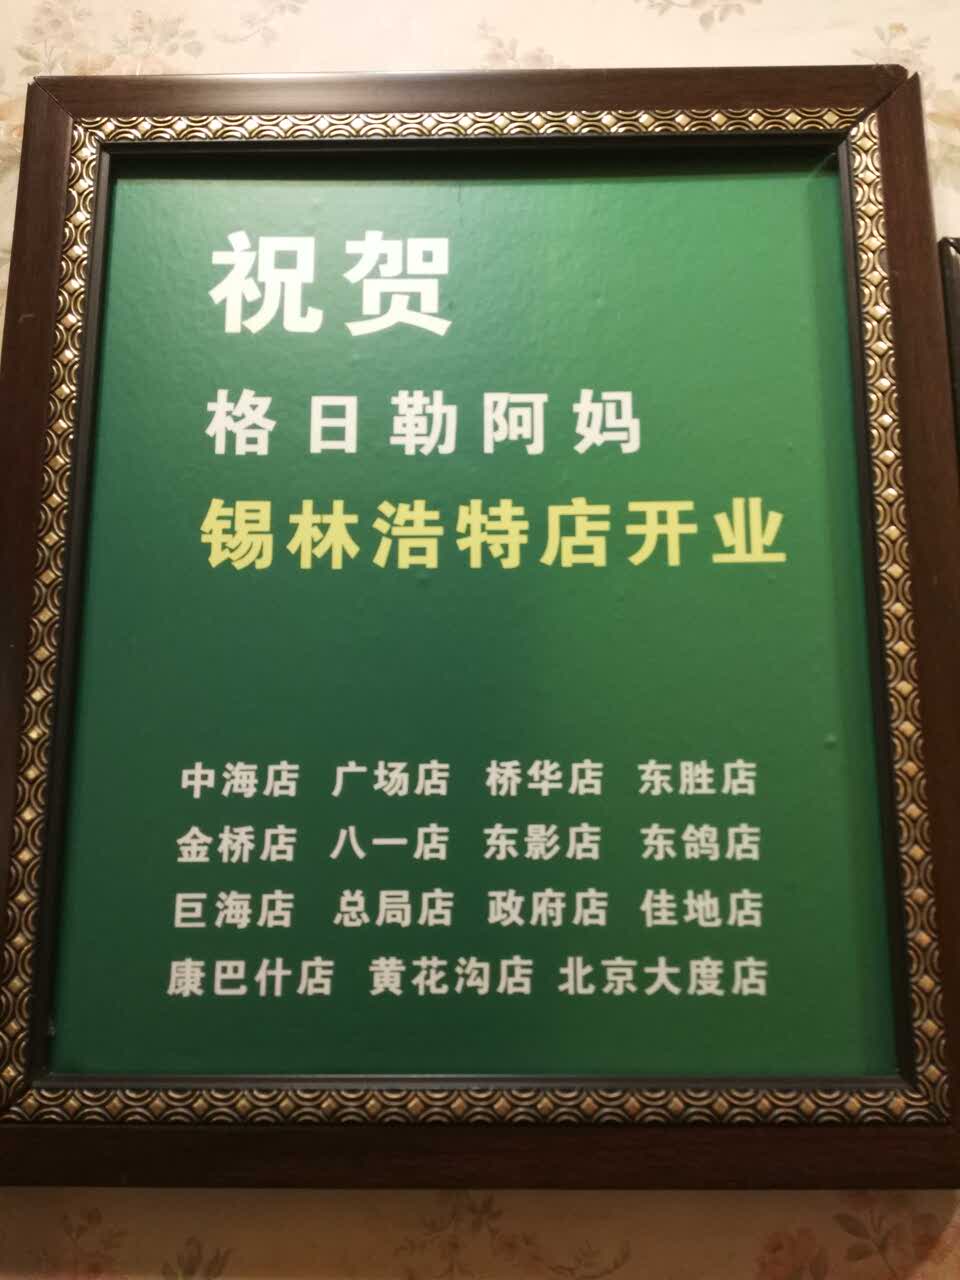 祝贺
格日勒阿妈
锡林浩特店开业
中海店 广场店 桥华店 东胜店
金桥店 八一店 东影店 东鸽店
巨海店 总局店 政府店 佳地店
康巴什店 黄花沟店 北京大度店